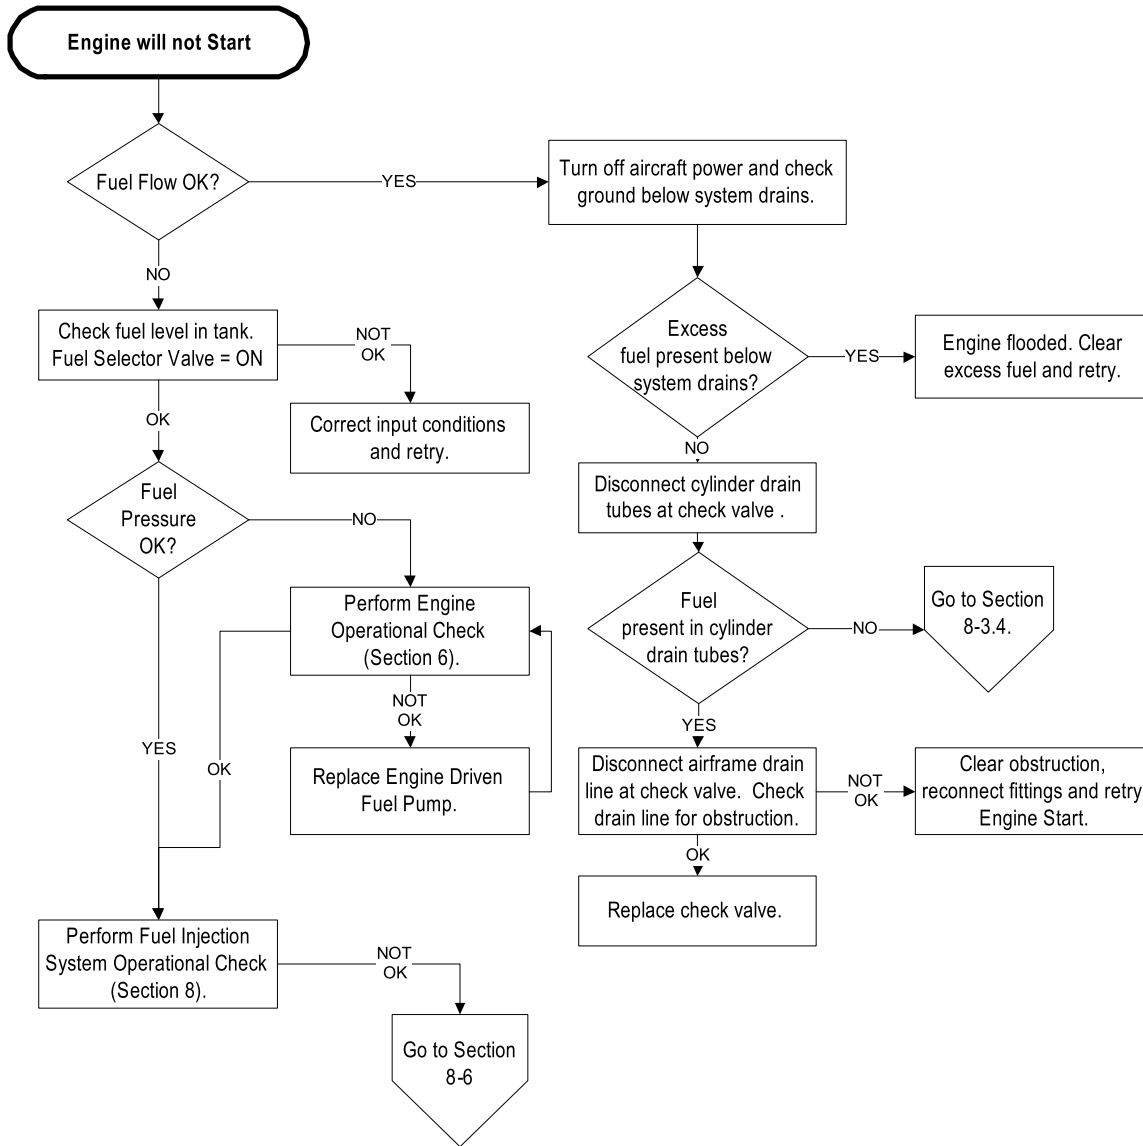 Engine will not Start
Fuel Flow OK?
YES
Turn off aircraft power and check
ground below system drains.
NO
Check fuel level in tank.
Fuel Selector Valve = ON
NOT
OK
Correct input conditions
and retry.
OK
Fuel
Pressure
OK?
NO
Perform Engine
Operational Check
(Section 6).
NOT
OK
Replace Engine Driven
Fuel Pump.
OK
YES
Perform Fuel Injection
System Operational Check
(Section 8).
NOT
OK
Go to Section
8-6
Excess
fuel present below
system drains?
YES
Engine flooded. Clear
excess fuel and retry.
NO
Disconnect cylinder drain
tubes at check valve .
Fuel
present in cylinder
drain tubes?
NO
Go to Section
8-3.4.
YES
Disconnect airframe drain
line at check valve.  Check
drain line for obstruction.
NOT
OK
Clear obstruction,
reconnect fittings and retry
Engine Start.
OK
Replace check valve.